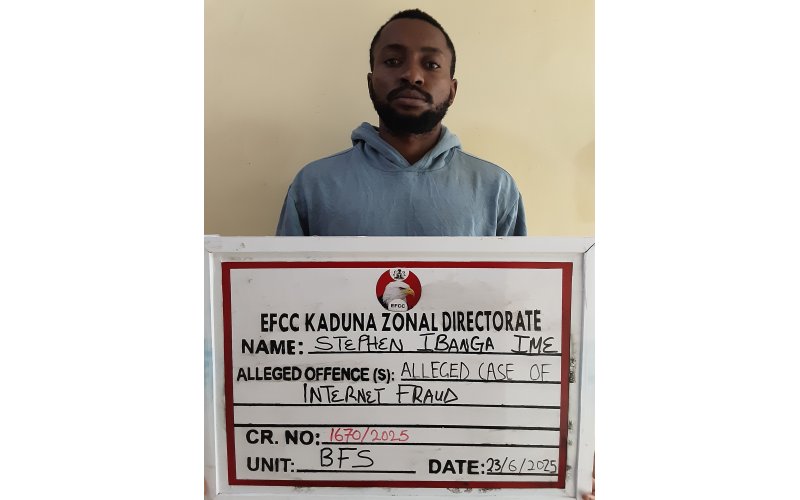 EFCC
EFCC KADUNA ZONAL DIRECTORATE
NAME: STEPHEN IBANGA IME
ALLEGED OFFENCE (S): ALLEGED CASE OF
INTERNET FRAUD
CR. NO: 1670/2025
UNIT: BFS DATE: 23/6/2025